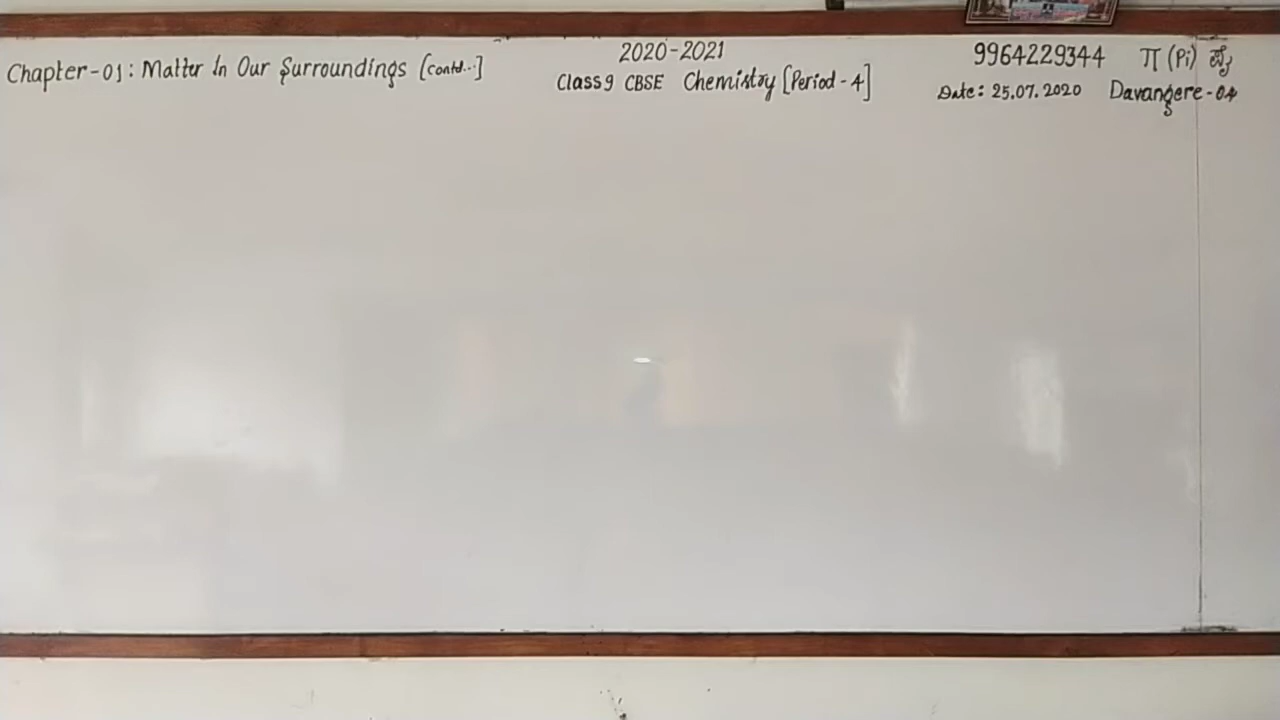 Chapter-01: Matter In Our Surroundings [Contd...]
2020-2021
Class 9 CBSE Chemistry [Period-4]
9964229344 π (Pi) ಪೈ
Date: 25.07.2020 Davangere-04